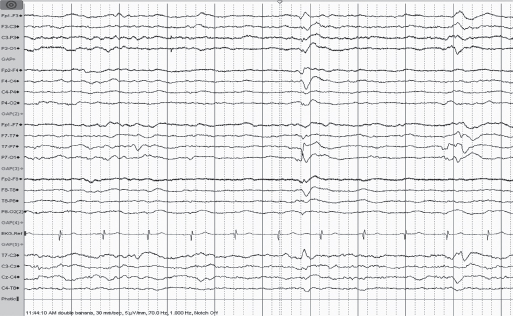 Fp1-F3
F3-C3
C3-P3
P3-O1
GAP
Fp2-F4
F4-C4
C4-P4
P4-O2
GAP(2)
Fp1-F7
F7-T7
T7-P7
P7-O1
GAP(3)
Fp2-F8
F8-T8
T8-P8
P8-O2(2)
GAP(4)
EKG-Ref
GAP(5)
T7-C3
C3-Cz
Cz-C4
C4-T8
Photic
11:44:10 AM double banana, 30 mm/sec, 5 µV/mm, 70.0 Hz, 1.000 Hz, Notch Off